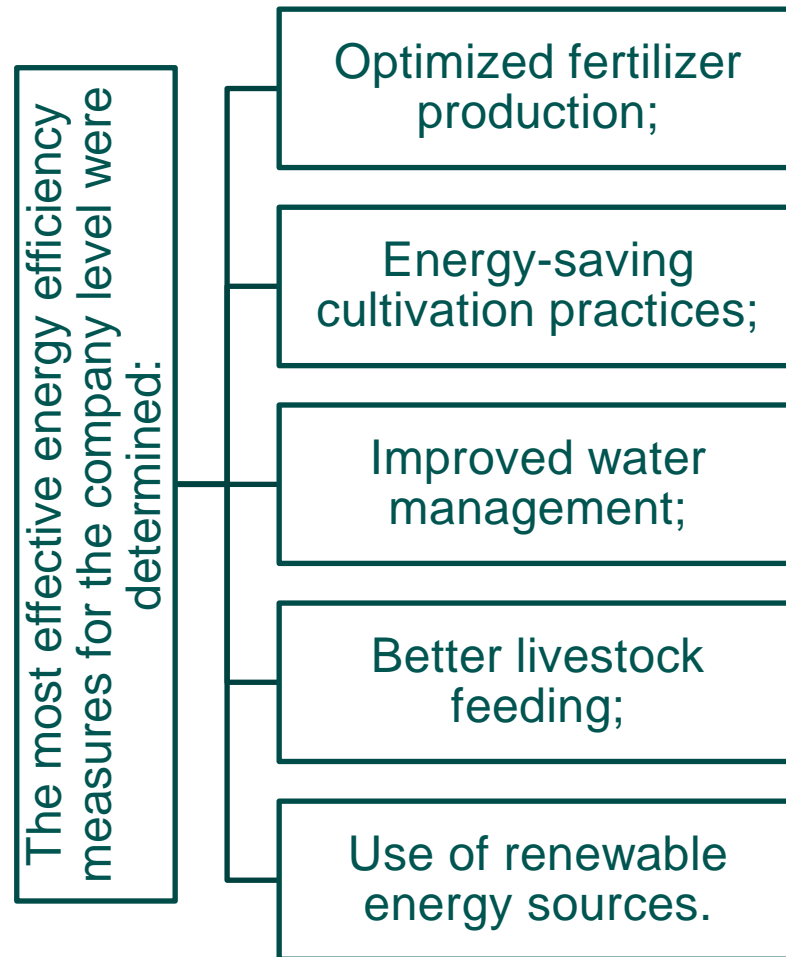 The most effective energy efficiency
measures for the company level were
determined:
Optimized fertilizer
production;
Energy-saving
cultivation practices;
Improved water
management;
Better livestock
feeding;
Use of renewable
energy sources.